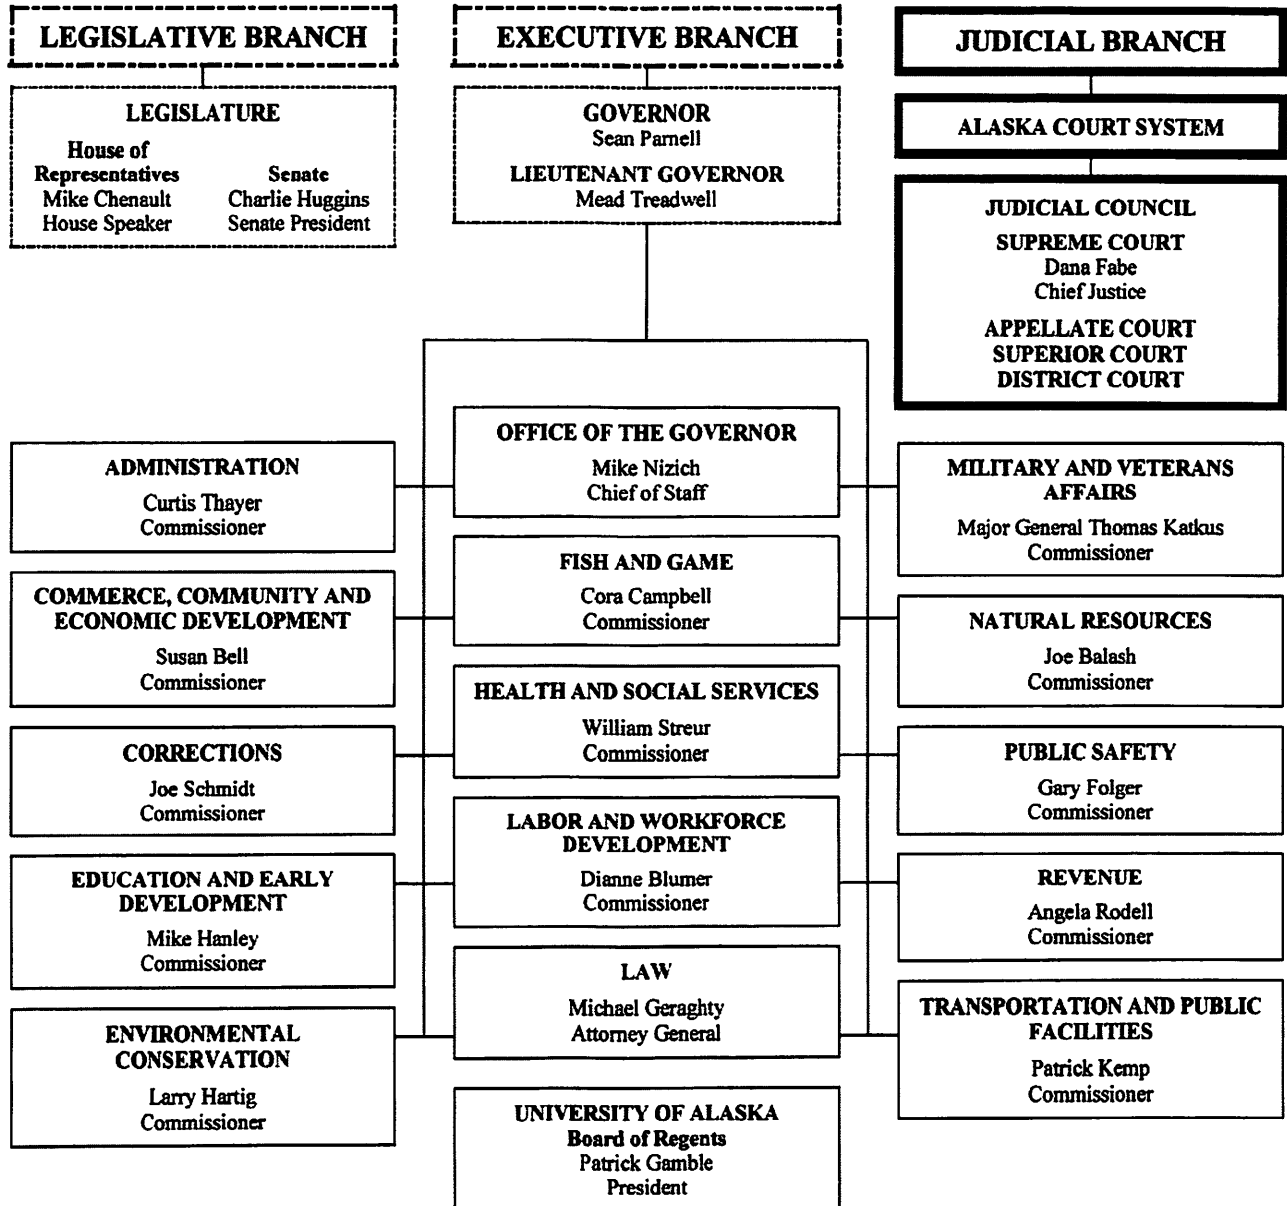 LEGISLATIVE BRANCH
LEGISLATURE
House of
Representatives
Mike Chenault
House Speaker
Senate
Charlie Huggins
Senate President
EXECUTIVE BRANCH
GOVERNOR
Sean Parnell
LIEUTENANT GOVERNOR
Mead Treadwell
JUDICIAL BRANCH
ALASKA COURT SYSTEM
JUDICIAL COUNCIL
SUPREME COURT
Dana Fabe
Chief Justice
APPELLATE COURT
SUPERIOR COURT
DISTRICT COURT
ADMINISTRATION
Curtis Thayer
Commissioner
COMMERCE, COMMUNITY AND
ECONOMIC DEVELOPMENT
Susan Bell
Commissioner
CORRECTIONS
Joe Schmidt
Commissioner
EDUCATION AND EARLY
DEVELOPMENT
Mike Hanley
Commissioner
ENVIRONMENTAL
CONSERVATION
Larry Hartig
Commissioner
OFFICE OF THE GOVERNOR
Mike Nizich
Chief of Staff
FISH AND GAME
Cora Campbell
Commissioner
HEALTH AND SOCIAL SERVICES
William Streur
Commissioner
LABOR AND WORKFORCE
DEVELOPMENT
Dianne Blumer
Commissioner
LAW
Michael Geraghty
Attorney General
UNIVERSITY OF ALASKA
Board of Regents
Patrick Gamble
President
MILITARY AND VETERANS
AFFAIRS
Major General Thomas Katkus
Commissioner
NATURAL RESOURCES
Joe Balash
Commissioner
PUBLIC SAFETY
Gary Folger
Commissioner
REVENUE
Angela Rodell
Commissioner
TRANSPORTATION AND PUBLIC
FACILITIES
Patrick Kemp
Commissioner